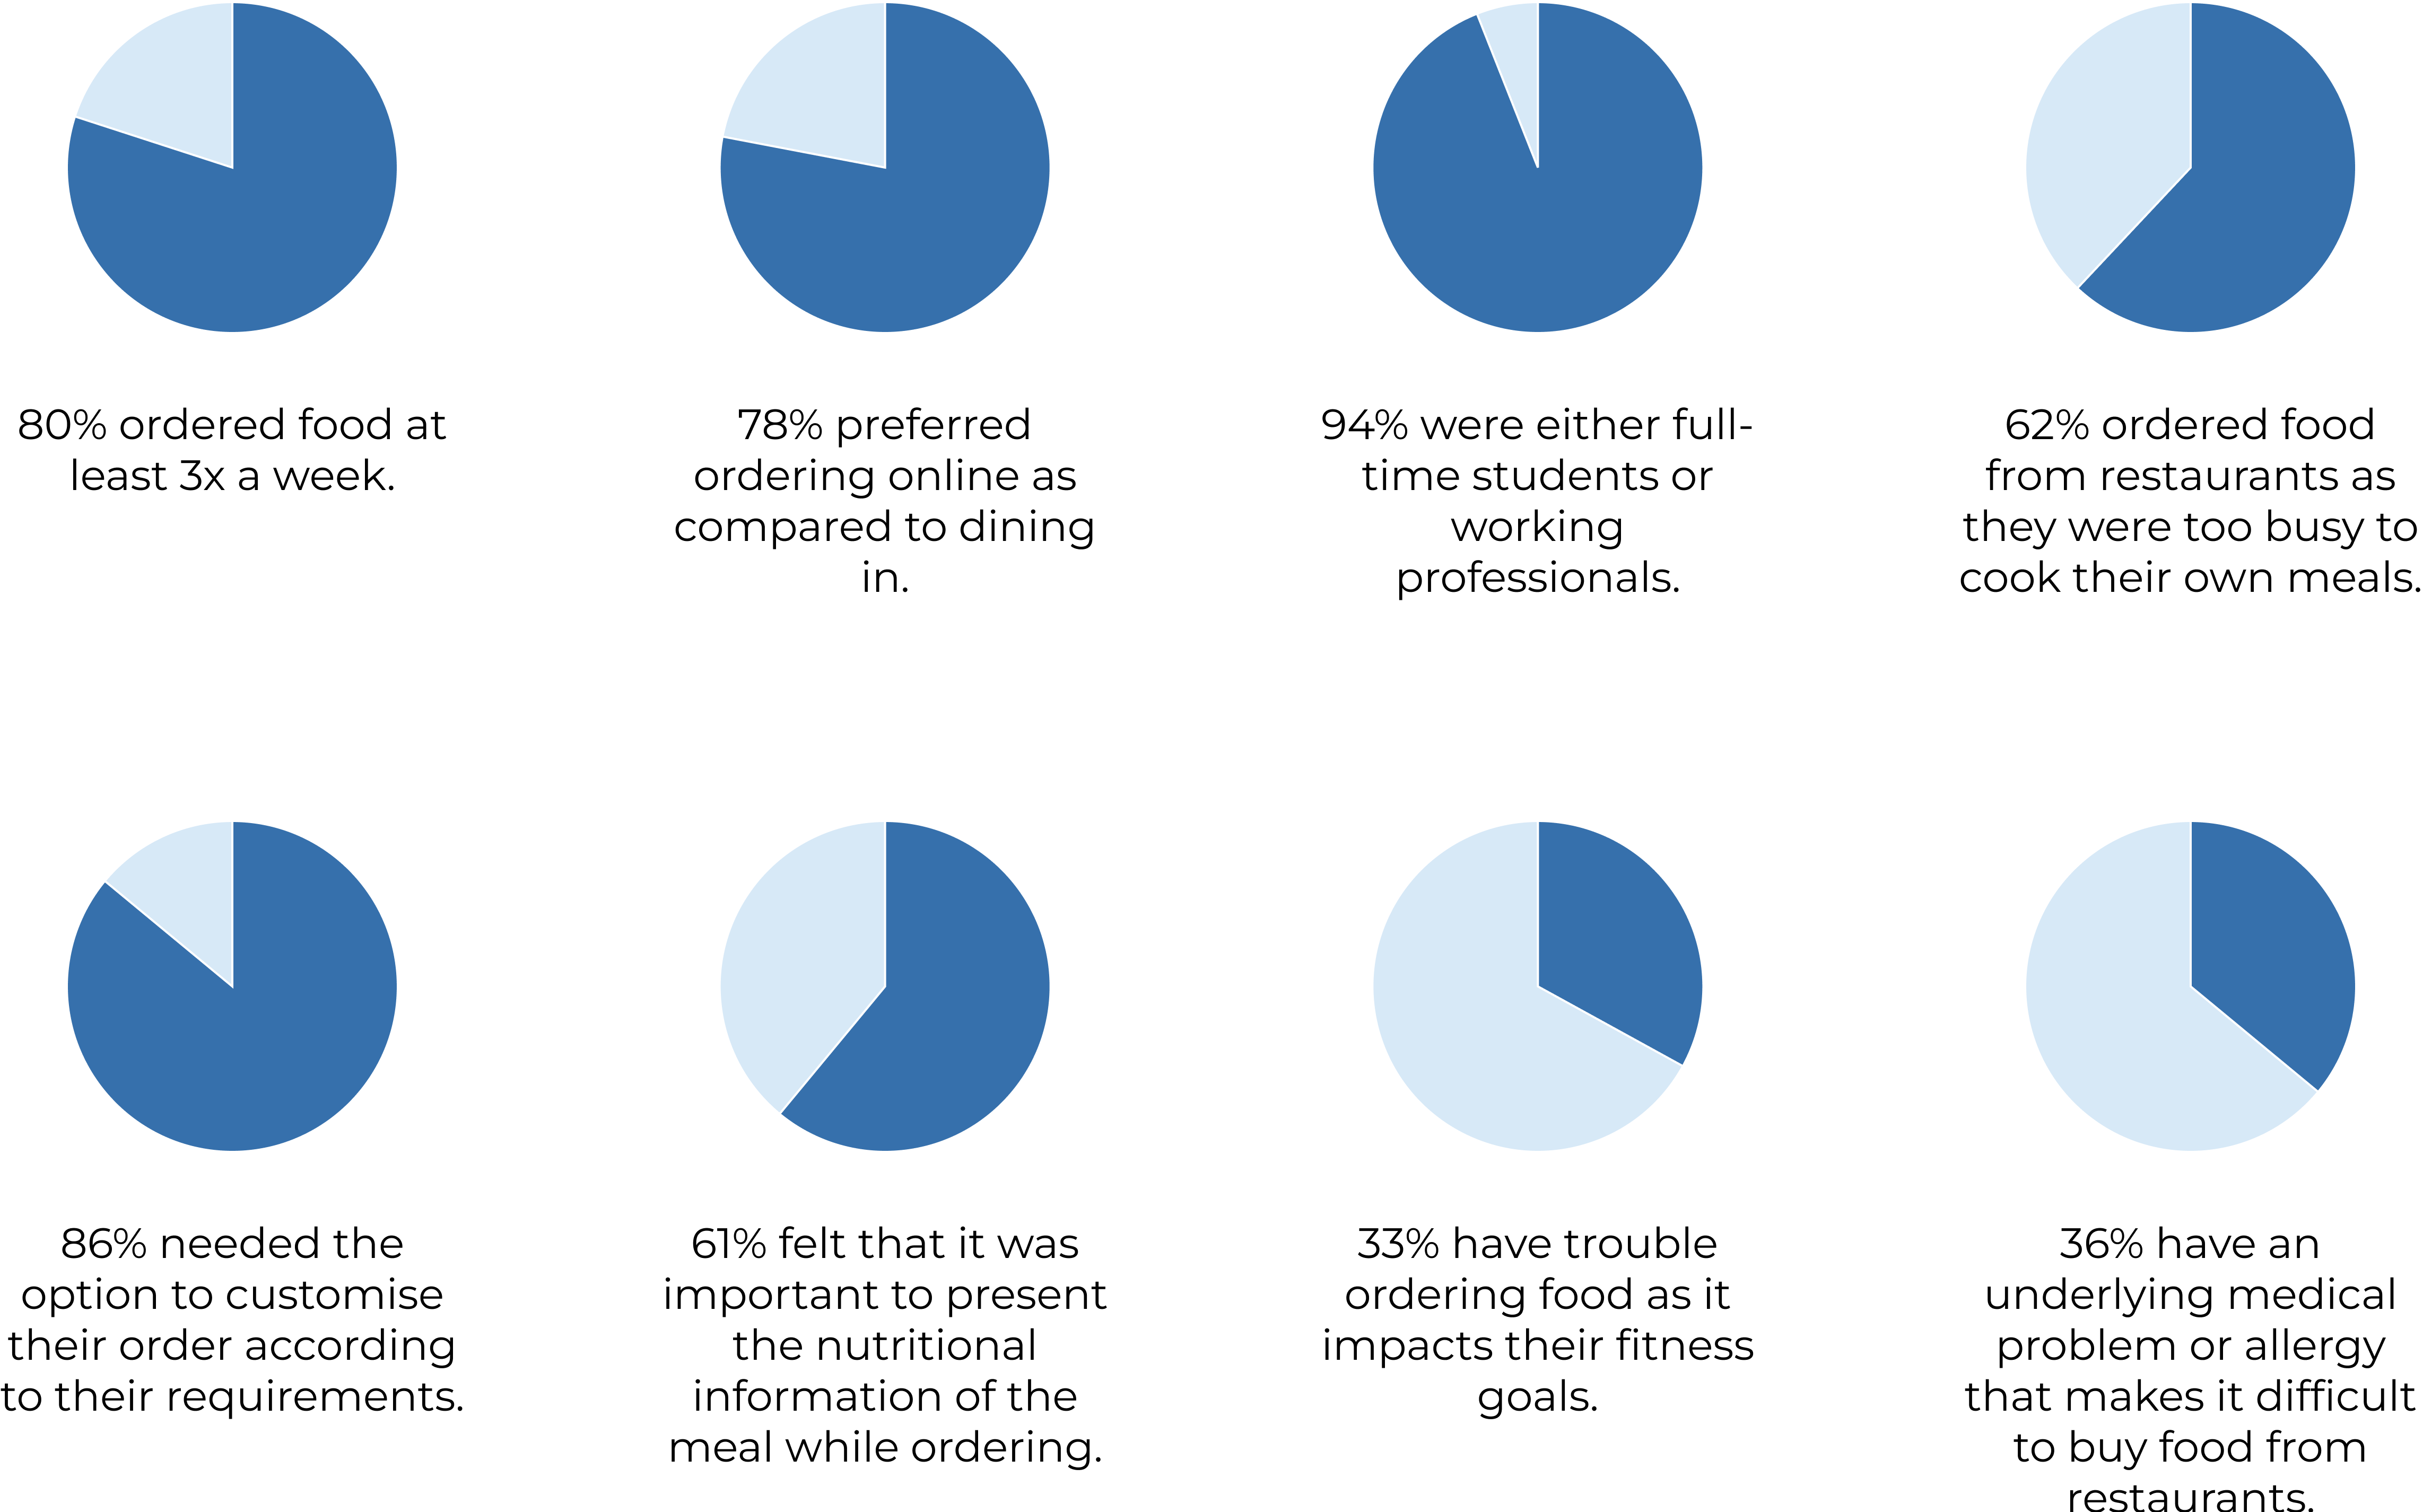 80% ordered food at
least 3x a week.
78% preferred
ordering online as
compared to dining
in.
94% were either full-
time students or
working
professionals.
62% ordered food
from restaurants as
they were too busy to
cook their own meals.
86% needed the
option to customise
their order according
to their requirements.
61% felt that it was
important to present
the nutritional
information of the
meal while ordering.
33% have trouble
ordering food as it
impacts their fitness
goals.
36% have an
underlying medical
problem or allergy
that makes it difficult
to buy food from
restaurants.